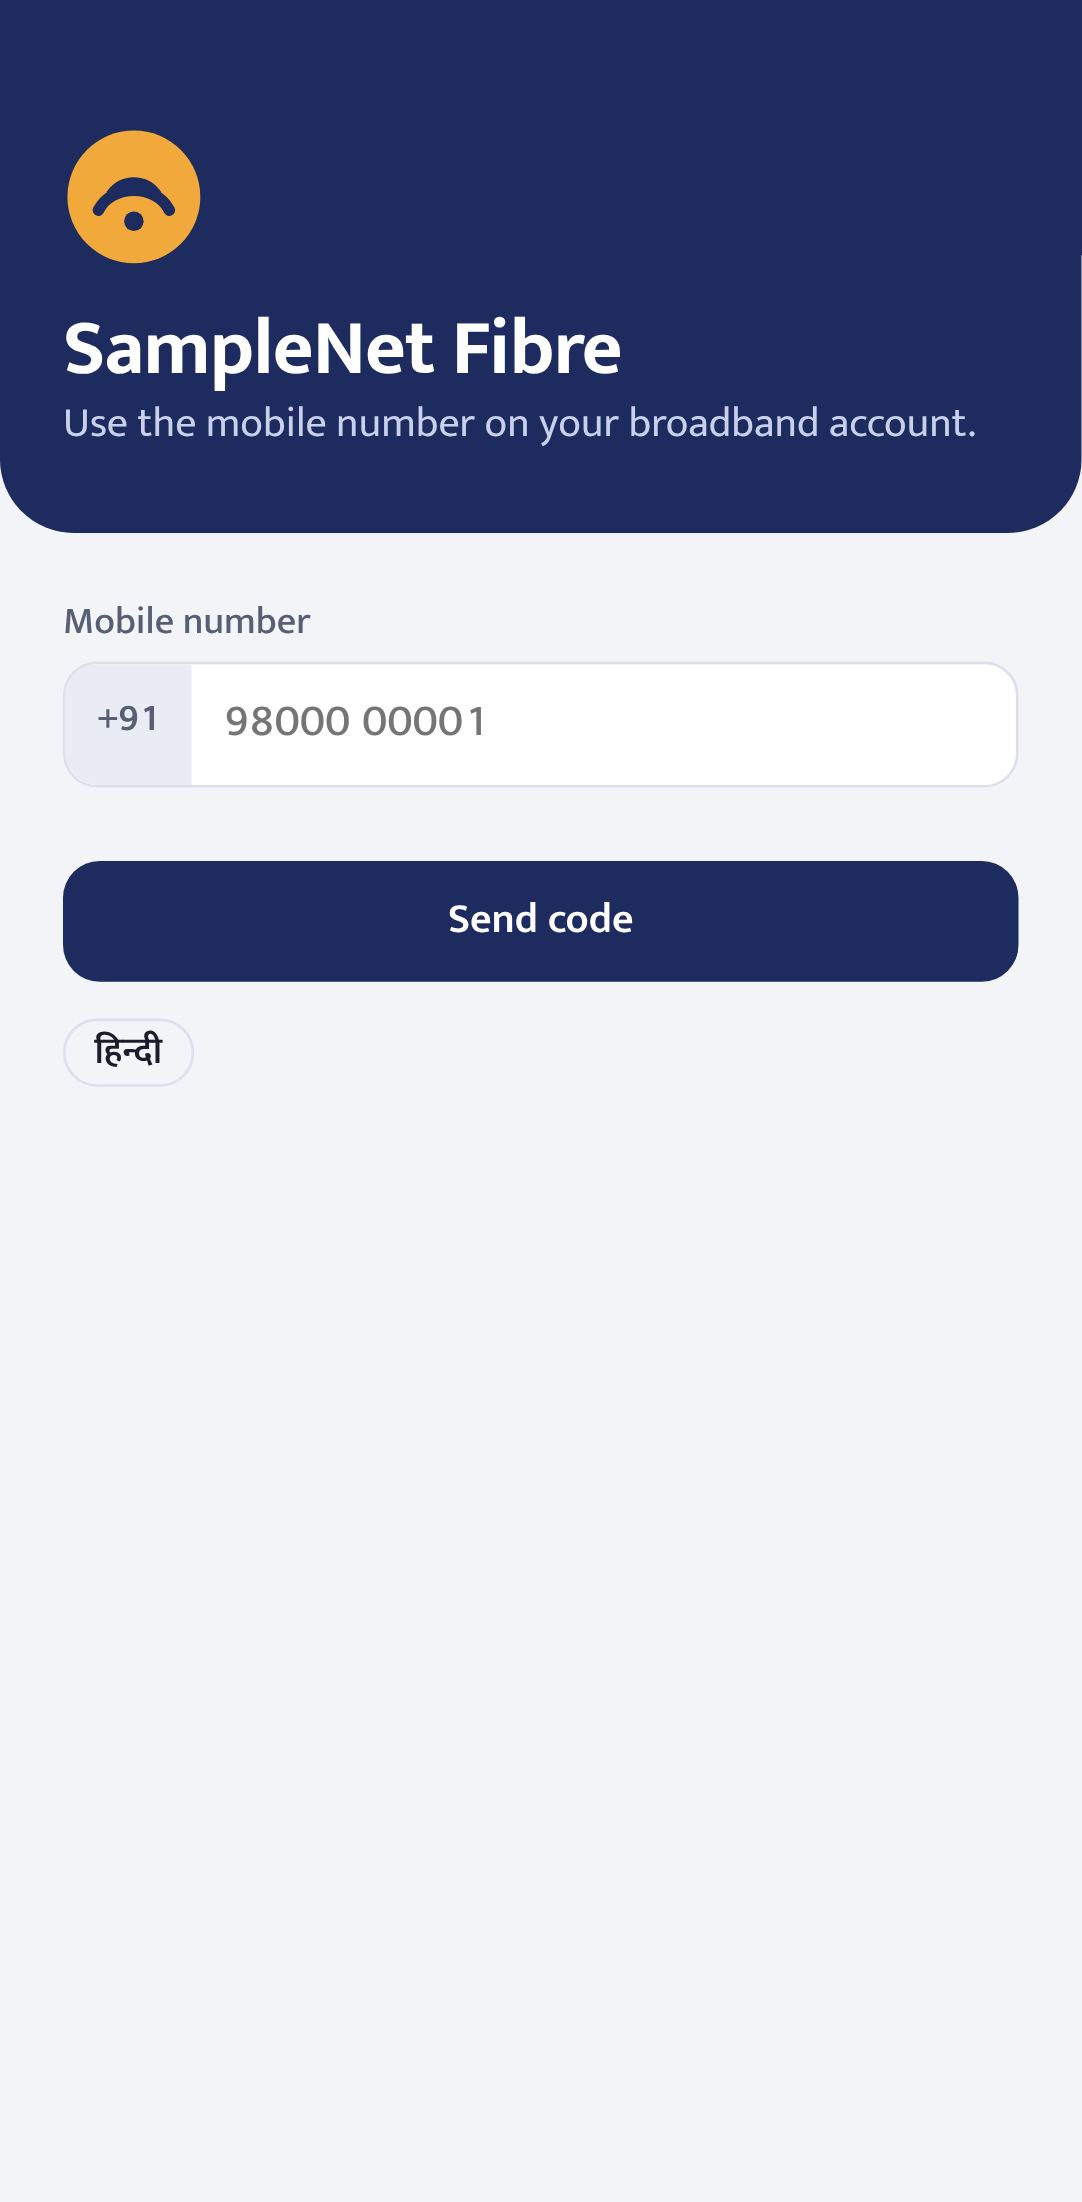 SampleNet Fibre
Use the mobile number on your broadband account.
Mobile number
+91 98000 00001
Send code
हिन्दी